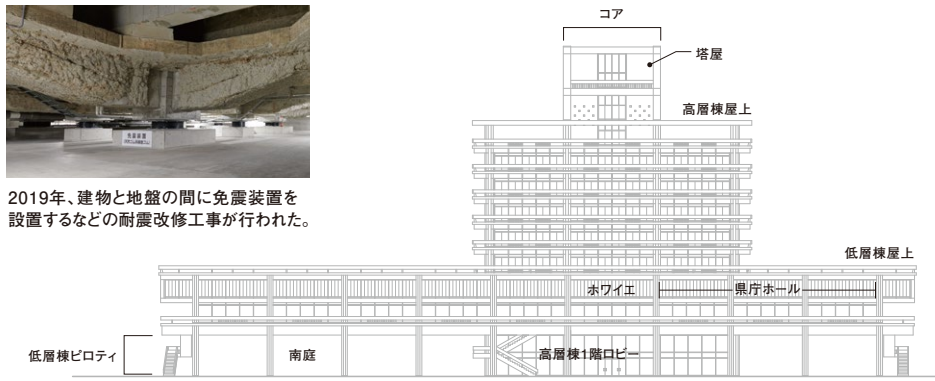 コア
塔屋
高層棟屋上
免震装置
2019年、建物と地盤の間に免震装置を
設置するなどの耐震改修工事が行われた。
低層棟屋上
ホワイエ
県庁ホール
低層棟ピロティ
南庭
高層棟1階ロビー